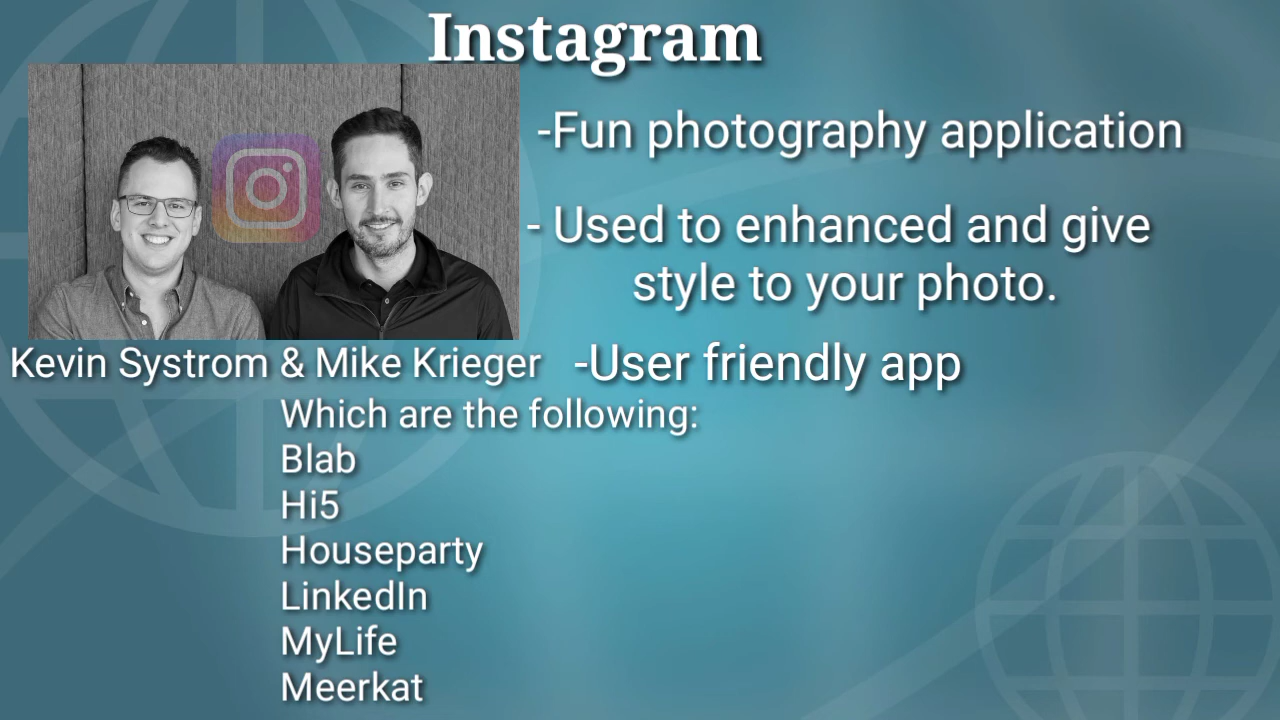 Instagram
-Fun photography application
- Used to enhanced and give
style to your photo.
Kevin Systrom & Mike Krieger
-User friendly app
Which are the following:
Blab
Hi5
Houseparty
LinkedIn
MyLife
Meerkat